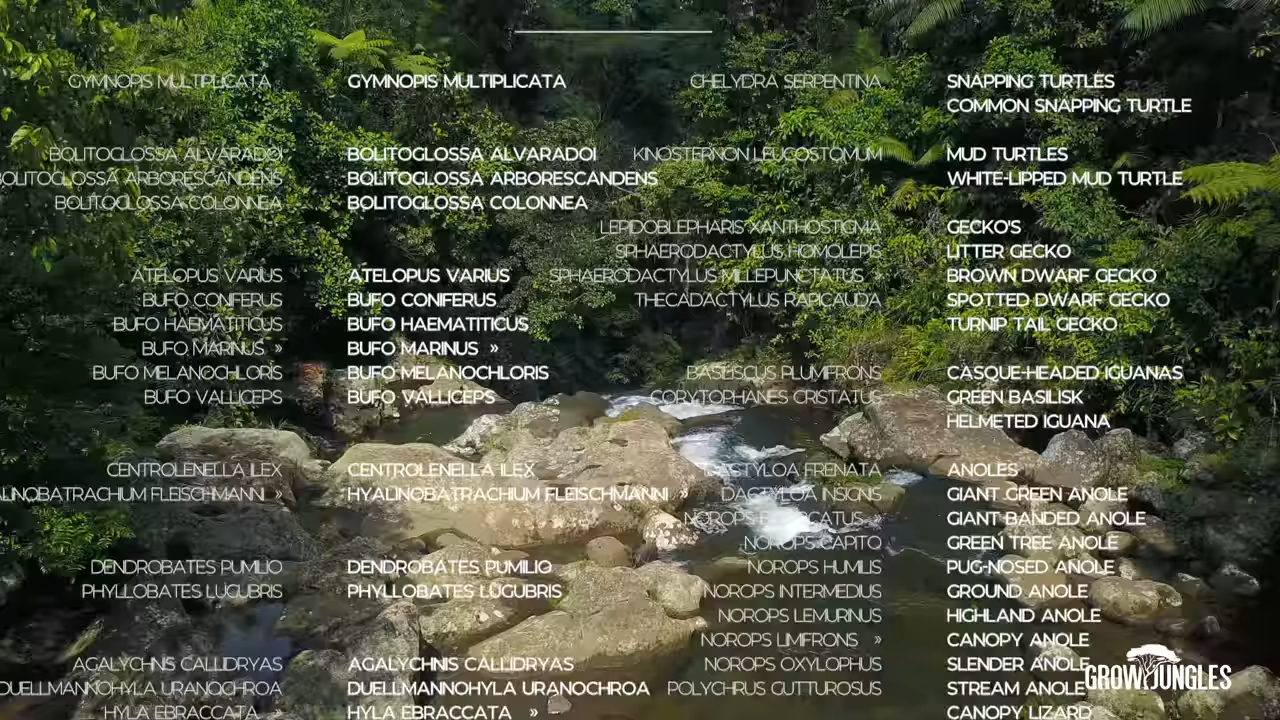 GYMNOPIS MULTIPLICATA GYMNOPIS MULTIPLICATA CHELYDRA SERPENTINA SNAPPING TURTLES
COMMON SNAPPING TURTLE
BOLITOGLOSSA ALVARADOI BOLITOGLOSSA ALVARADOI KINOSTERNON LEUCOSTOMUM MUD TURTLES
BOLITOGLOSSA ARBORESCANDENS BOLITOGLOSSA ARBORESCANDENS WHITE-LIPPED MUD TURTLE
BOLITOGLOSSA COLONNEA BOLITOGLOSSA COLONNEA
LEPIDOBLEPHARIS XANTHOSTIGMA GECKO'S
SPHAERODACTYLUS HOMOLEPIS LITTER GECKO
ATELOPUS VARIUS ATELOPUS VARIUS SPHAERODACTYLUS MILLEPUNCTATUS » BROWN DWARF GECKO
BUFO CONIFERUS BUFO CONIFERUS THECADACTYLUS RAPICAUDA SPOTTED DWARF GECKO
BUFO HAEMATITICUS BUFO HAEMATITICUS TURNIP TAIL GECKO
BUFO MARINUS » BUFO MARINUS »
BUFO MELANOCHLORIS BUFO MELANOCHLORIS BASILISCUS PLUMIFRONS CASQUE-HEADED IGUANAS
BUFO VALLICEPS BUFO VALLICEPS CORYTOPHANES CRISTATUS GREEN BASILISK
HELMETED IGUANA
CENTROLENELLA ILEX CENTROLENELLA ILEX DACTYLOA FRENATA ANOLES
ALINOBATRACHIUM FLEISCHMANNI » HYALINOBATRACHIUM FLEISCHMANNI » DACTYLOA INSIGNIS GIANT GREEN ANOLE
NOROPS GIANT BANDED ANOLE
NOROPS CAPITO GREEN TREE ANOLE
DENDROBATES PUMILIO DENDROBATES PUMILIO NOROPS HUMILIS PUG-NOSED ANOLE
PHYLLOBATES LUGUBRIS PHYLLOBATES LUGUBRIS NOROPS INTERMEDIUS GROUND ANOLE
NOROPS LEMURINUS HIGHLAND ANOLE
NOROPS LIMIFRONS » CANOPY ANOLE
AGALYCHNIS CALLIDRYAS AGALYCHNIS CALLIDRYAS NOROPS OXYLOPHUS SLENDER ANOLE
DUELLMANNOHYLA URANOCHROA DUELLMANNOHYLA URANOCHROA POLYCHRUS GUTTUROSUS STREAM ANOLE
HYLA EBRACCATA » HYLA EBRACCATA » CANOPY LIZARD
GROW JUNGLES